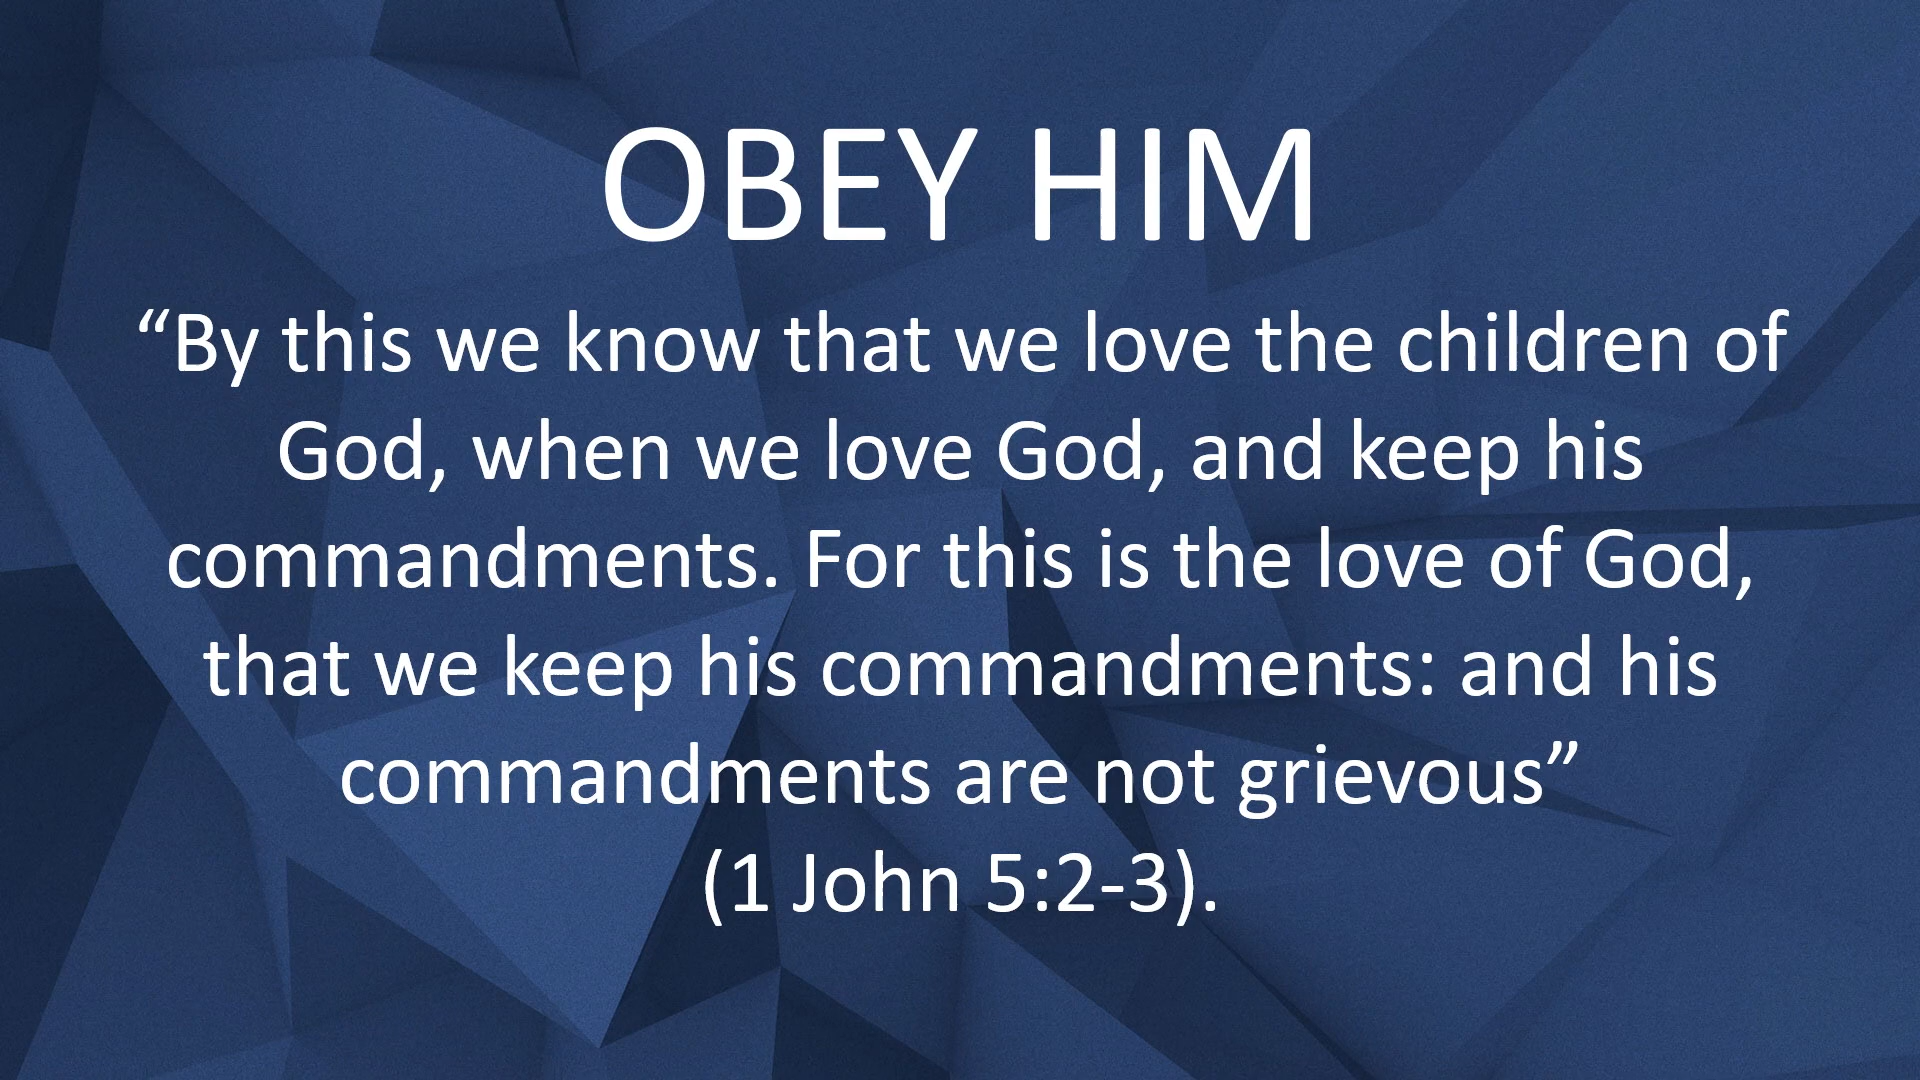 OBEY HIM
“By this we know that we love the children of
God, when we love God, and keep his
commandments. For this is the love of God,
that we keep his commandments: and his
commandments are not grievous”
(1 John 5:2-3).